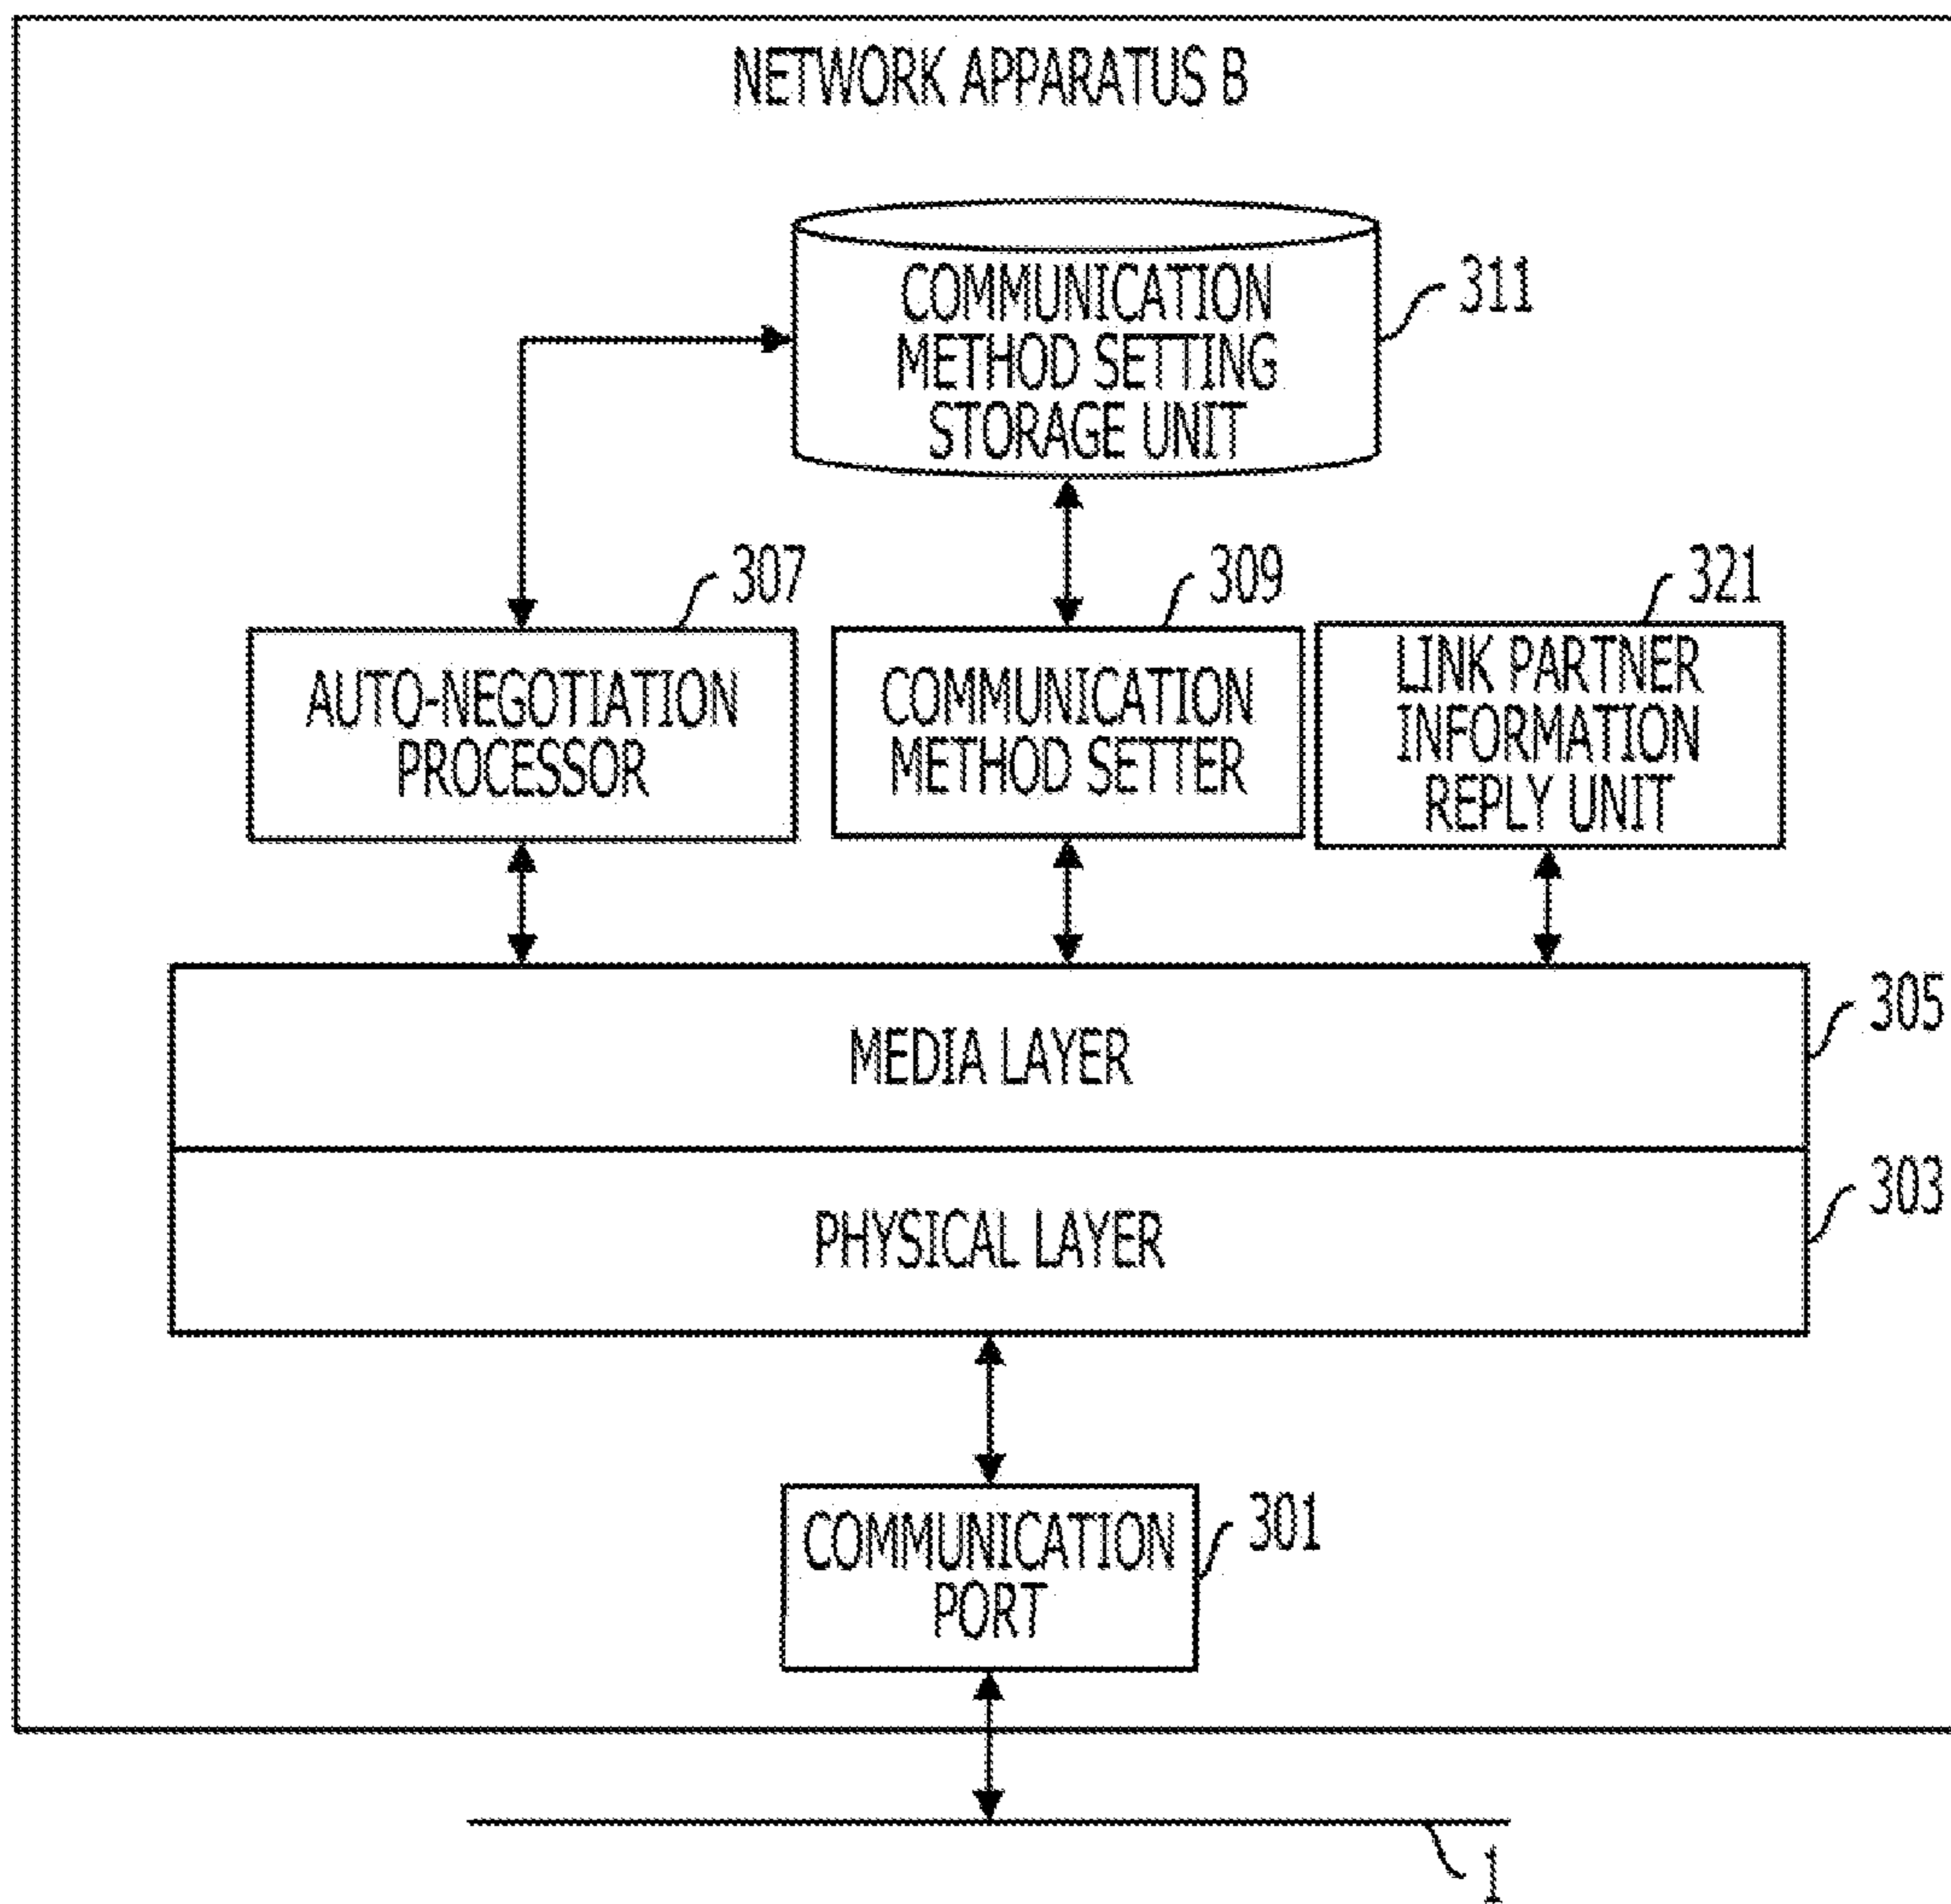 NETWORK APPARATUS B
COMMUNICATION
METHOD SETTING
STORAGE UNIT
311
307
309
321
AUTO-NEGOTIATION
PROCESSOR
COMMUNICATION
METHOD SETTER
LINK PARTNER
INFORMATION
REPLY UNIT
MEDIA LAYER
305
PHYSICAL LAYER
303
COMMUNICATION
PORT
301
1